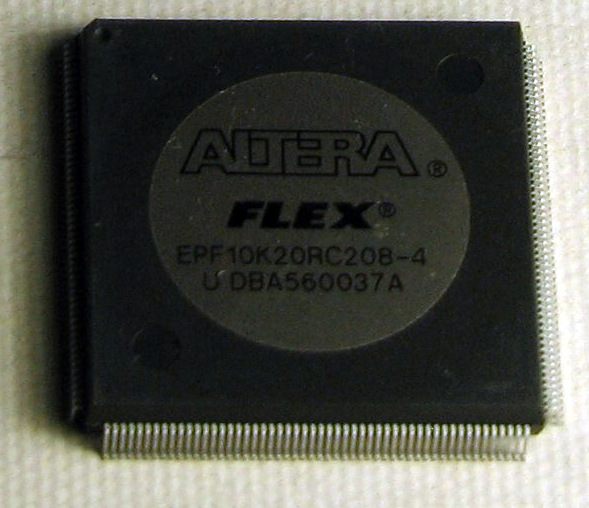 ALTERA®
FLEX®
EPF10K20RC208-4
U DBA560037A